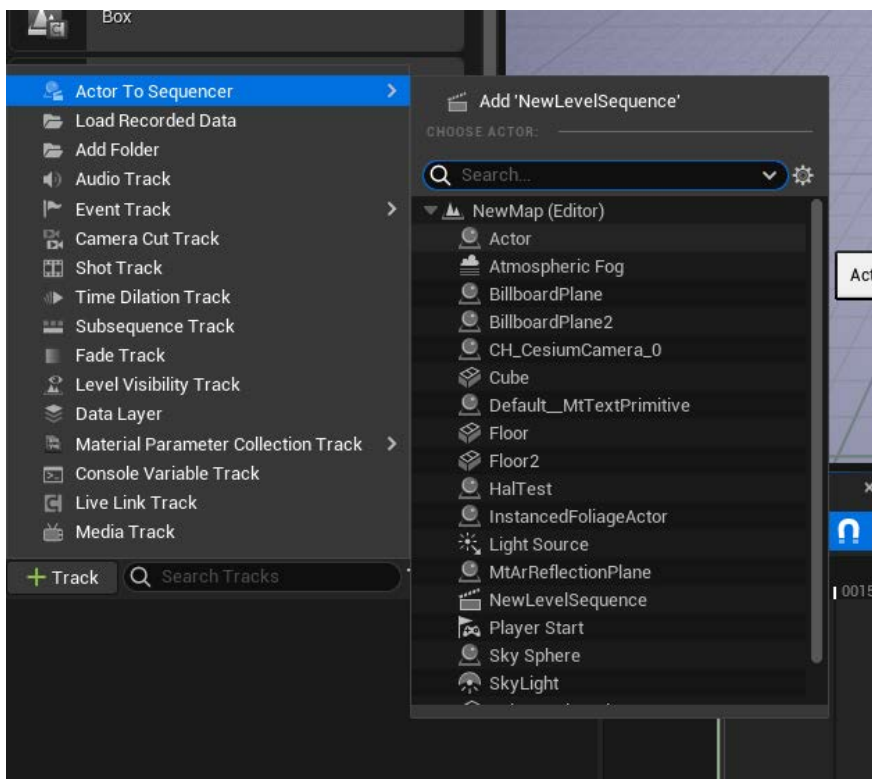 Box
Actor To Sequencer
Load Recorded Data
Add Folder
Audio Track
Event Track
Camera Cut Track
Shot Track
Time Dilation Track
Subsequence Track
Fade Track
Level Visibility Track
Data Layer
Material Parameter Collection Track
Console Variable Track
Live Link Track
Media Track
+ Track
Search Tracks
Add 'NewLevelSequence'
CHOOSE ACTOR:
Search...
NewMap (Editor)
Actor
Atmospheric Fog
BillboardPlane
BillboardPlane2
CH_CesiumCamera_0
Cube
Default__MtTextPrimitive
Floor
Floor2
HalTest
InstancedFoliageActor
Light Source
MtArReflectionPlane
NewLevelSequence
Player Start
Sky Sphere
SkyLight
Act
0015